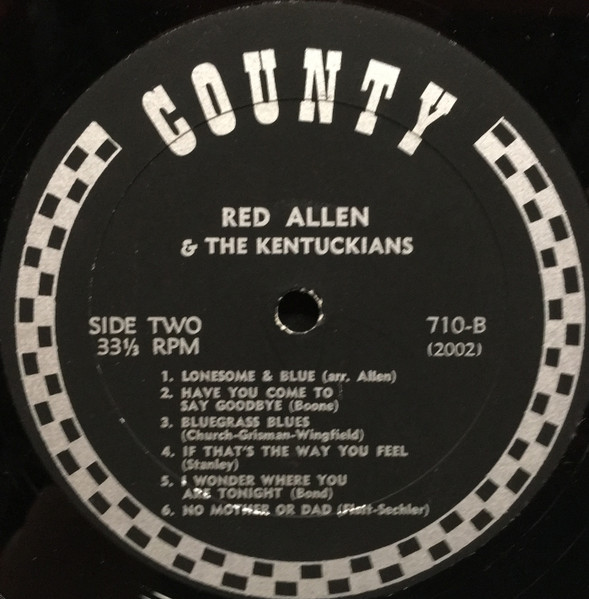 COUNTY
RED ALLEN
& THE KENTUCKIANS
SIDE TWO
33⅓ RPM
710-B
(2002)
1. LONESOME & BLUE (arr. Allen)
2. HAVE YOU COME TO
SAY GOODBYE (Boone)
3. BLUEGRASS BLUES
(Church-Grisman-Wingfield)
4. IF THAT'S THE WAY YOU FEEL
(Stanley)
5. I WONDER WHERE YOU
ARE TONIGHT (Bond)
6. NO MOTHER OR DAD (Flatt-Sechler)